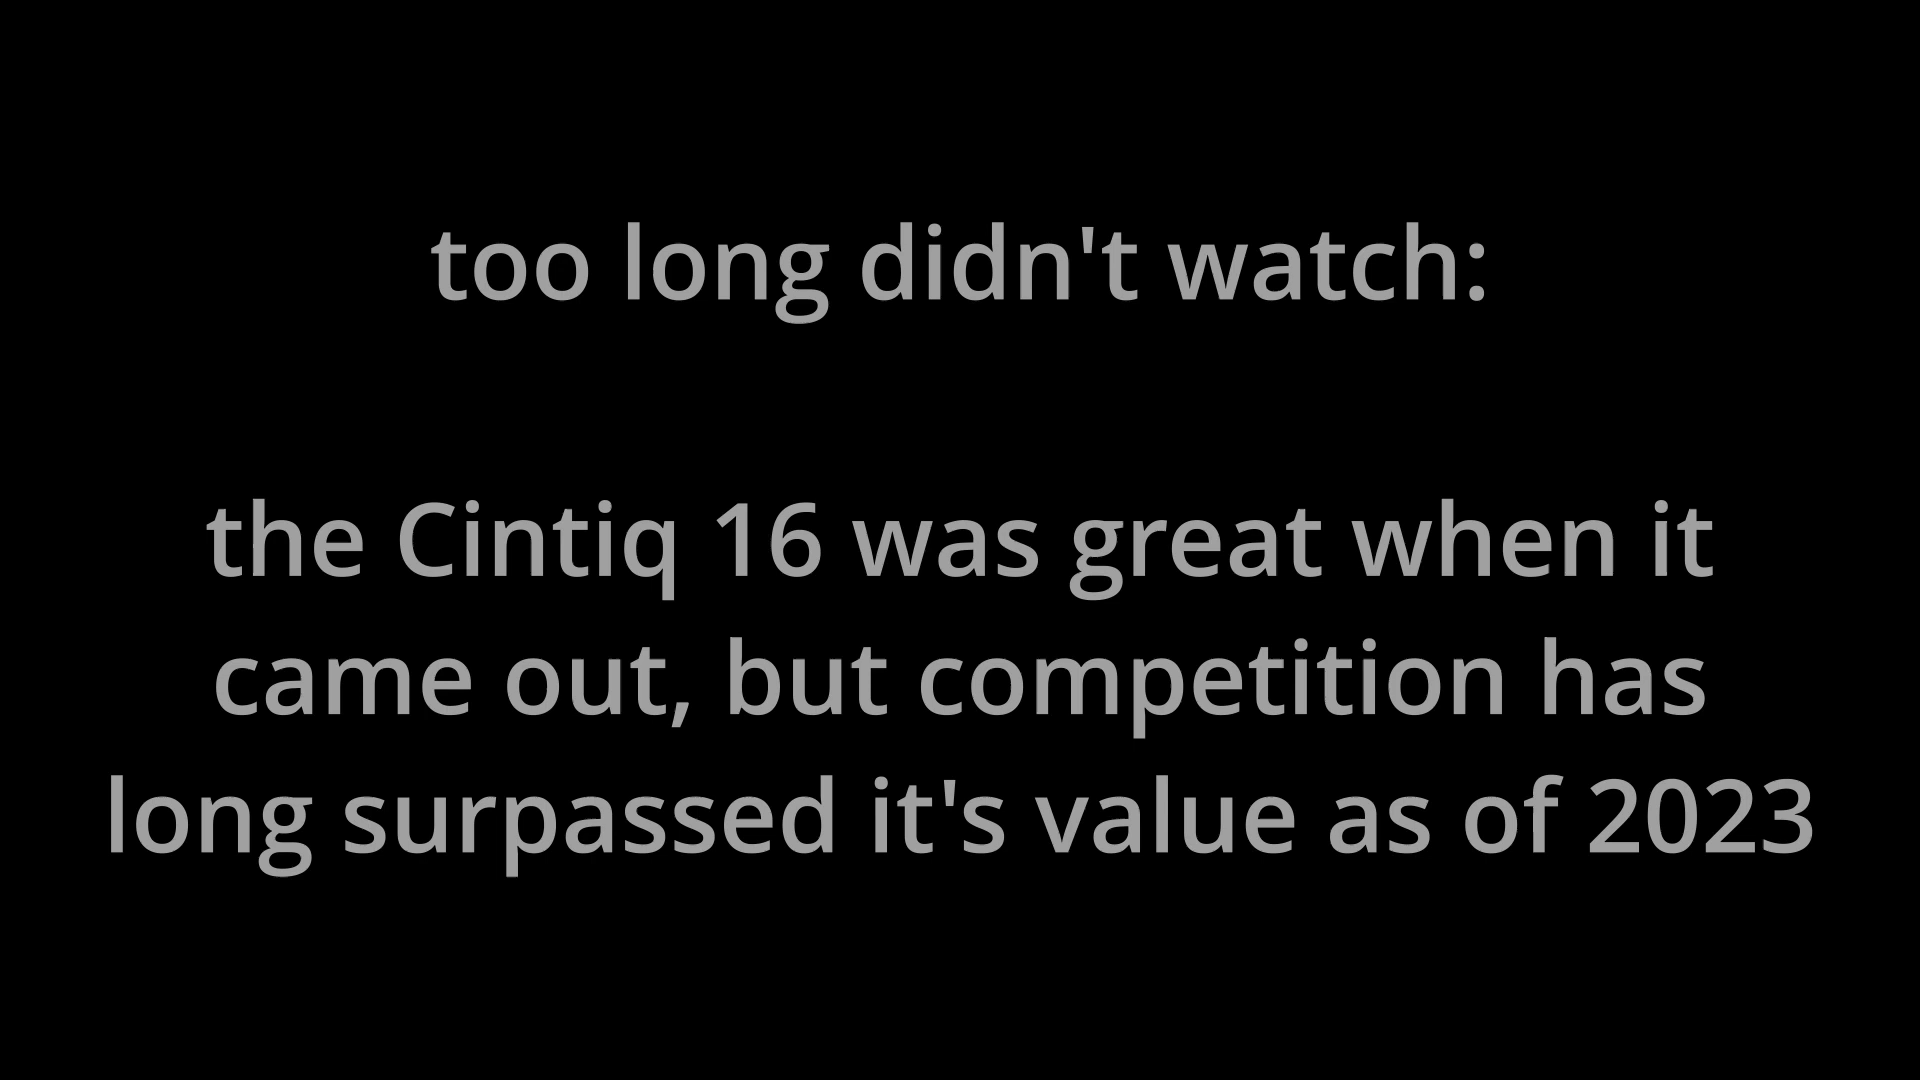 too long didn't watch:
the Cintiq 16 was great when it
came out, but competition has
long surpassed it's value as of 2023